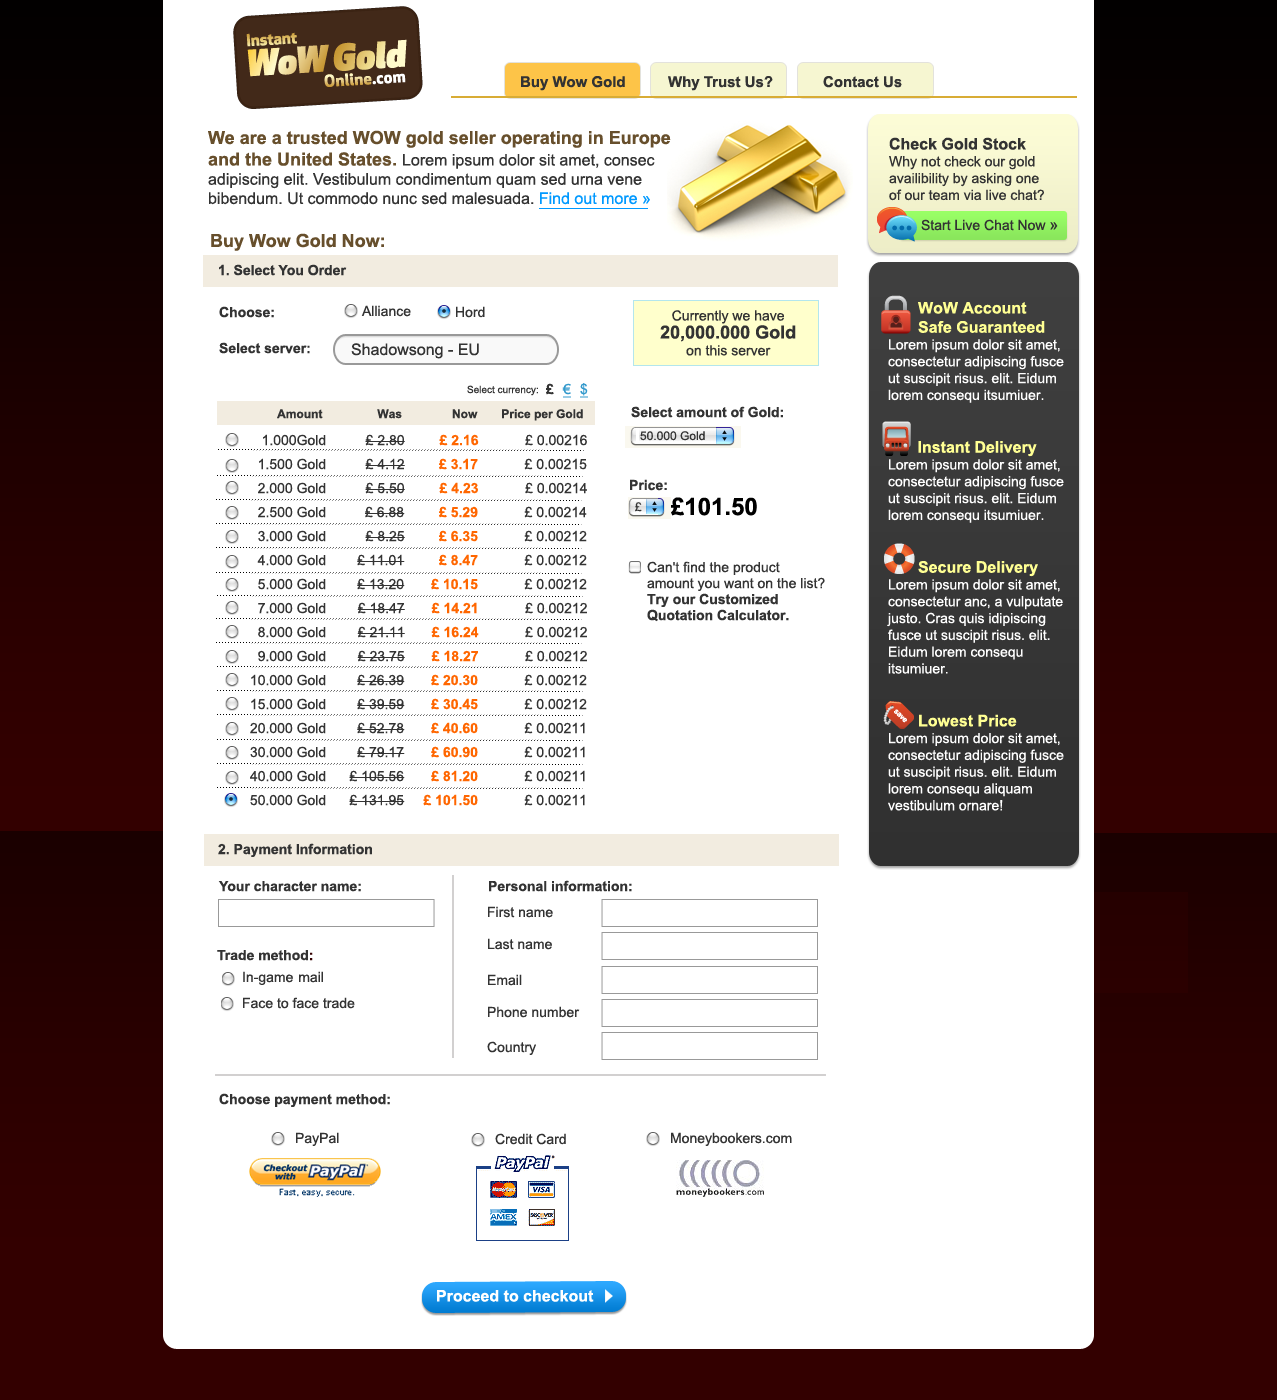 Instant
WoW Gold
Online.com
Buy Wow Gold
Why Trust Us?
Contact Us
We are a trusted WOW gold seller operating in Europe
and the United States. Lorem ipsum dolor sit amet, consec
adipiscing elit. Vestibulum condimentum quam sed urna vene
bibendum. Ut commodo nunc sed malesuada. Find out more »
Check Gold Stock
Why not check our gold
availibility by asking one
of our team via live chat?
Start Live Chat Now »
Buy Wow Gold Now:
1. Select You Order
Choose: Alliance Hord
Select server: Shadowsong - EU
Currently we have
20,000.000 Gold
on this server
Select currency: £ € $
Amount Was Now Price per Gold
1.000Gold £ 2.80 £ 2.16 £ 0.00216
1.500 Gold £ 4.12 £ 3.17 £ 0.00215
2.000 Gold £ 5.50 £ 4.23 £ 0.00214
2.500 Gold £ 6.88 £ 5.29 £ 0.00214
3.000 Gold £ 8.25 £ 6.35 £ 0.00212
4.000 Gold £ 11.01 £ 8.47 £ 0.00212
5.000 Gold £ 13.20 £ 10.15 £ 0.00212
7.000 Gold £ 18.47 £ 14.21 £ 0.00212
8.000 Gold £ 21.11 £ 16.24 £ 0.00212
9.000 Gold £ 23.75 £ 18.27 £ 0.00212
10.000 Gold £ 26.39 £ 20.30 £ 0.00212
15.000 Gold £ 39.59 £ 30.45 £ 0.00212
20.000 Gold £ 52.78 £ 40.60 £ 0.00211
30.000 Gold £ 79.17 £ 60.90 £ 0.00211
40.000 Gold £ 105.56 £ 81.20 £ 0.00211
50.000 Gold £ 131.95 £ 101.50 £ 0.00211
Select amount of Gold:
50.000 Gold
Price:
£ £101.50
Can't find the product
amount you want on the list?
Try our Customized
Quotation Calculator.
WoW Account
Safe Guaranteed
Lorem ipsum dolor sit amet,
consectetur adipiscing fusce
ut suscipit risus. elit. Eidum
lorem consequ itsumiuer.
Instant Delivery
Lorem ipsum dolor sit amet,
consectetur adipiscing fusce
ut suscipit risus. elit. Eidum
lorem consequ itsumiuer.
Secure Delivery
Lorem ipsum dolor sit amet,
consectetur anc, a vulputate
justo. Cras quis idipiscing
fusce ut suscipit risus. elit.
Eidum lorem consequ
itsumiuer.
save
Lowest Price
Lorem ipsum dolor sit amet,
consectetur adipiscing fusce
ut suscipit risus. elit. Eidum
lorem consequ aliquam
vestibulum ornare!
2. Payment Information
Your character name:
Trade method:
In-game mail
Face to face trade
Personal information:
First name
Last name
Email
Phone number
Country
Choose payment method:
PayPal
Checkout
with PayPal
Fast, easy, secure.
Credit Card
PayPal
MasterCard VISA
AMEX DISCOVER
Moneybookers.com
moneybookers.com
Proceed to checkout